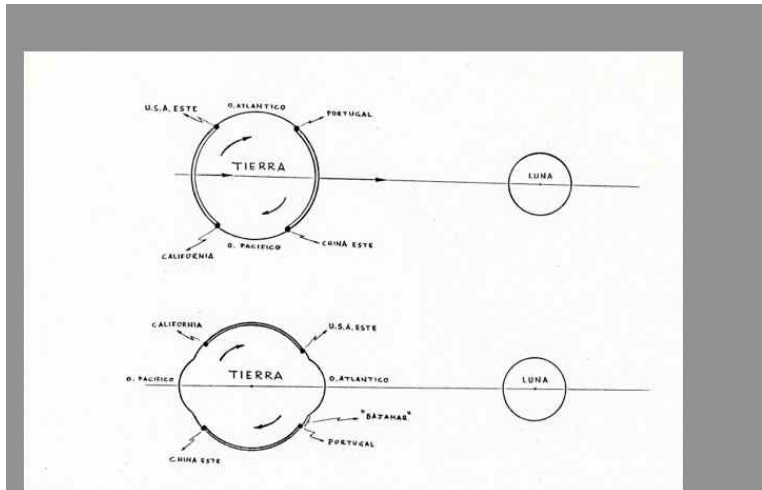 U.S.A. ESTE
O. ATLANTICO
PORTUGAL
TIERRA
LUNA
CALIFORNIA
O. PACIFICO
CHINA ESTE
CALIFORNIA
U.S.A. ESTE
O. PACIFICO
TIERRA
O. ATLANTICO
LUNA
"BAJAMAR"
PORTUGAL
CHINA ESTE